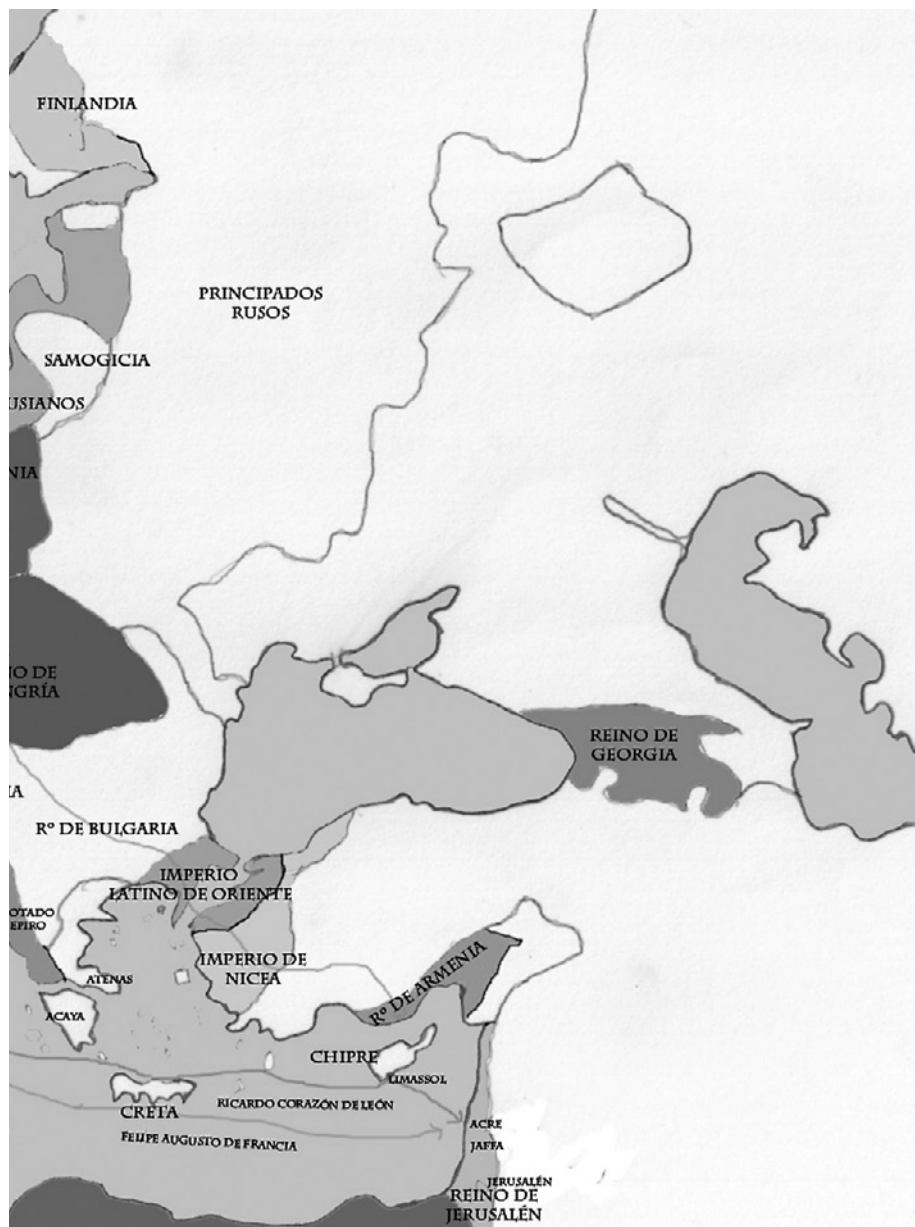 FINLANDIA
PRINCIPADOS
RUSOS
SAMOGICIA
USIANOS
NIA
NO DE
NGRÍA
REINO DE
GEORGIA
IA
Rº DE BULGARIA
IMPERIO
LATINO DE ORIENTE
OTADO
EPIRO
IMPERIO DE
NICEA
Rº DE ARMENIA
ATENAS
ACAYA
CHIPRE
LIMASSOL
CRETA
RICARDO CORAZÓN DE LEÓN
FELIPE AUGUSTO DE FRANCIA
ACRE
JAFFA
JERUSALÉN
REINO DE
JERUSALÉN